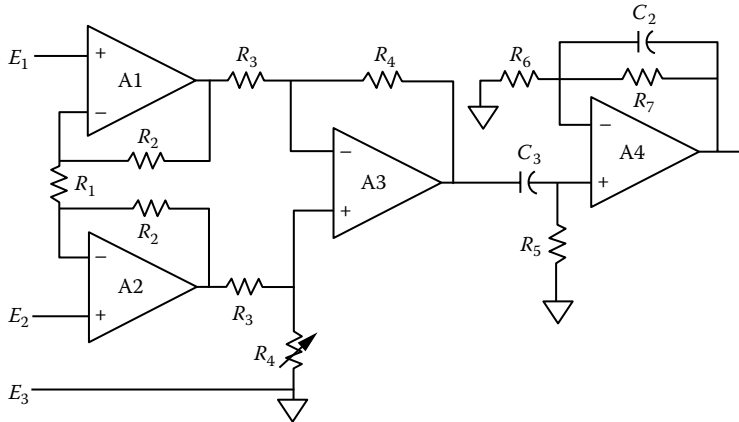 C2
E1
+
A1
−
R3
R4
R6
R7
R2
−
A4
+
C3
R1
−
A3
+
R2
R5
−
A2
+
E2
R3
R4
E3